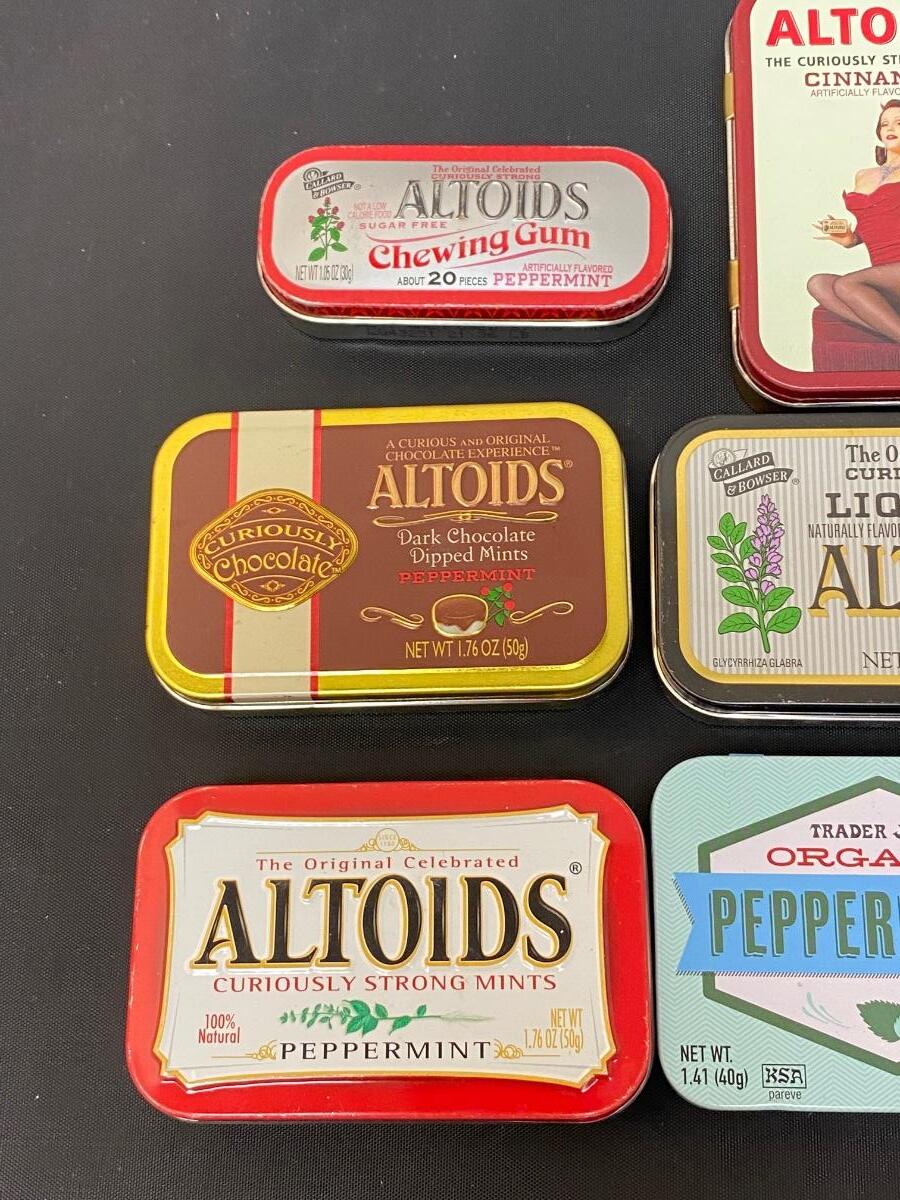 CALLARD
& BOWSER®
The Original Celebrated
CURIOUSLY STRONG
ALTOIDS
NOT A LOW
CALORIE FOOD
SUGAR FREE
Chewing Gum
NET WT 1.05 OZ (30g)
ABOUT 20 PIECES
ARTIFICIALLY FLAVORED
PEPPERMINT
ALTO
THE CURIOUSLY ST
CINNAM
ARTIFICIALLY FLAVO
A CURIOUS AND ORIGINAL
CHOCOLATE EXPERIENCE™
ALTOIDS®
Dark Chocolate
Dipped Mints
PEPPERMINT
NET WT 1.76 OZ (50g)
CURIOUSLY
Chocolate™
CALLARD
& BOWSER®
The O
CURI
LIQ
NATURALLY FLAVOR
AL
GLYCYRRHIZA GLABRA
NET
SINCE
The Original Celebrated
ALTOIDS®
CURIOUSLY STRONG MINTS
100%
Natural
NET WT
1.76 OZ (50g)
PEPPERMINT
TRADER J
ORGA
PEPPER
NET WT.
1.41 (40g)
KSA
pareve